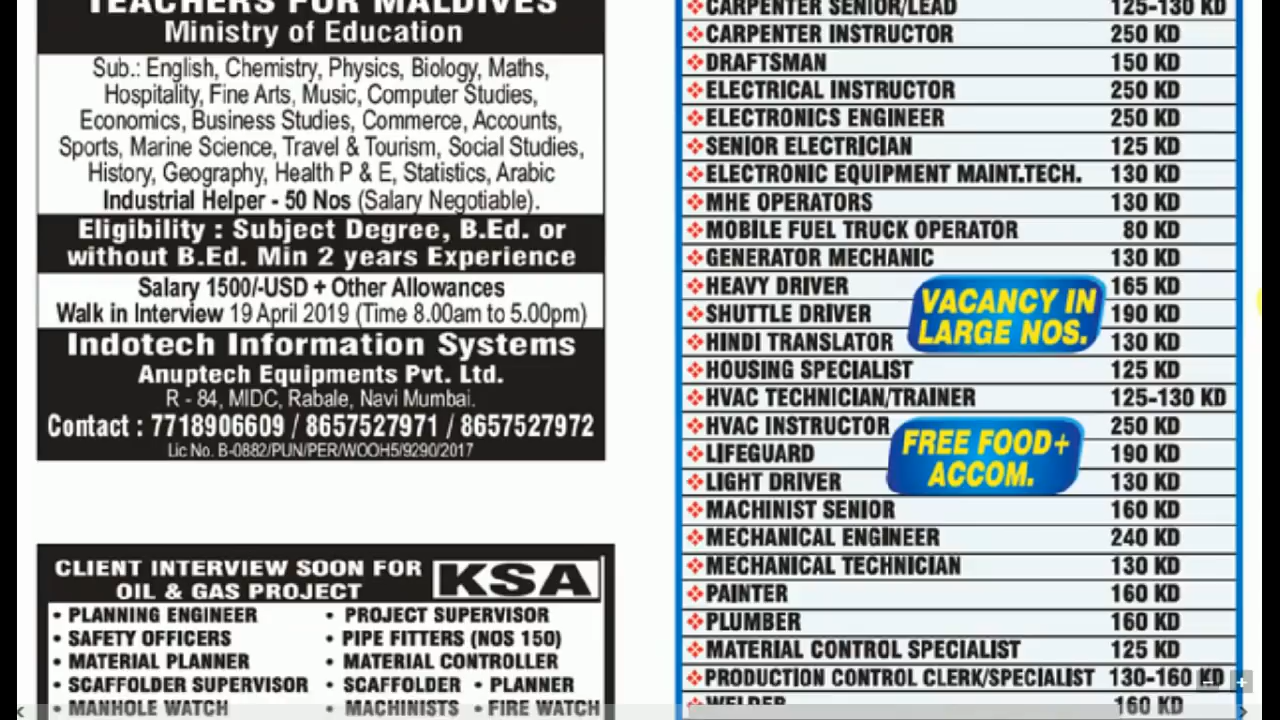 TEACHERS FOR MALDIVES
Ministry of Education
Sub.: English, Chemistry, Physics, Biology, Maths,
Hospitality, Fine Arts, Music, Computer Studies,
Economics, Business Studies, Commerce, Accounts,
Sports, Marine Science, Travel & Tourism, Social Studies,
History, Geography, Health P & E, Statistics, Arabic
Industrial Helper - 50 Nos (Salary Negotiable).
Eligibility : Subject Degree, B.Ed. or
without B.Ed. Min 2 years Experience
Salary 1500/-USD + Other Allowances
Walk in Interview 19 April 2019 (Time 8.00am to 5.00pm)
Indotech Information Systems
Anuptech Equipments Pvt. Ltd.
R - 84, MIDC, Rabale, Navi Mumbai.
Contact : 7718906609 / 8657527971 / 8657527972
Lic No. B-0882/PUN/PER/WOOH5/9290/2017
CLIENT INTERVIEW SOON FOR
OIL & GAS PROJECT
KSA
• PLANNING ENGINEER • PROJECT SUPERVISOR
• SAFETY OFFICERS • PIPE FITTERS (NOS 150)
• MATERIAL PLANNER • MATERIAL CONTROLLER
• SCAFFOLDER SUPERVISOR • SCAFFOLDER • PLANNER
• MANHOLE WATCH • MACHINISTS • FIRE WATCH
CARPENTER SENIOR/LEAD 125-130 KD
CARPENTER INSTRUCTOR 250 KD
DRAFTSMAN 150 KD
ELECTRICAL INSTRUCTOR 250 KD
ELECTRONICS ENGINEER 250 KD
SENIOR ELECTRICIAN 125 KD
ELECTRONIC EQUIPMENT MAINT.TECH. 130 KD
MHE OPERATORS 130 KD
MOBILE FUEL TRUCK OPERATOR 80 KD
GENERATOR MECHANIC 130 KD
HEAVY DRIVER 165 KD
SHUTTLE DRIVER 190 KD
HINDI TRANSLATOR 130 KD
VACANCY IN
LARGE NOS.
HOUSING SPECIALIST 125 KD
HVAC TECHNICIAN/TRAINER 125-130 KD
HVAC INSTRUCTOR 250 KD
LIFEGUARD 190 KD
LIGHT DRIVER 130 KD
FREE FOOD+
ACCOM.
MACHINIST SENIOR 160 KD
MECHANICAL ENGINEER 240 KD
MECHANICAL TECHNICIAN 130 KD
PAINTER 160 KD
PLUMBER 160 KD
MATERIAL CONTROL SPECIALIST 125 KD
PRODUCTION CONTROL CLERK/SPECIALIST 130-160 KD
WELDER 160 KD